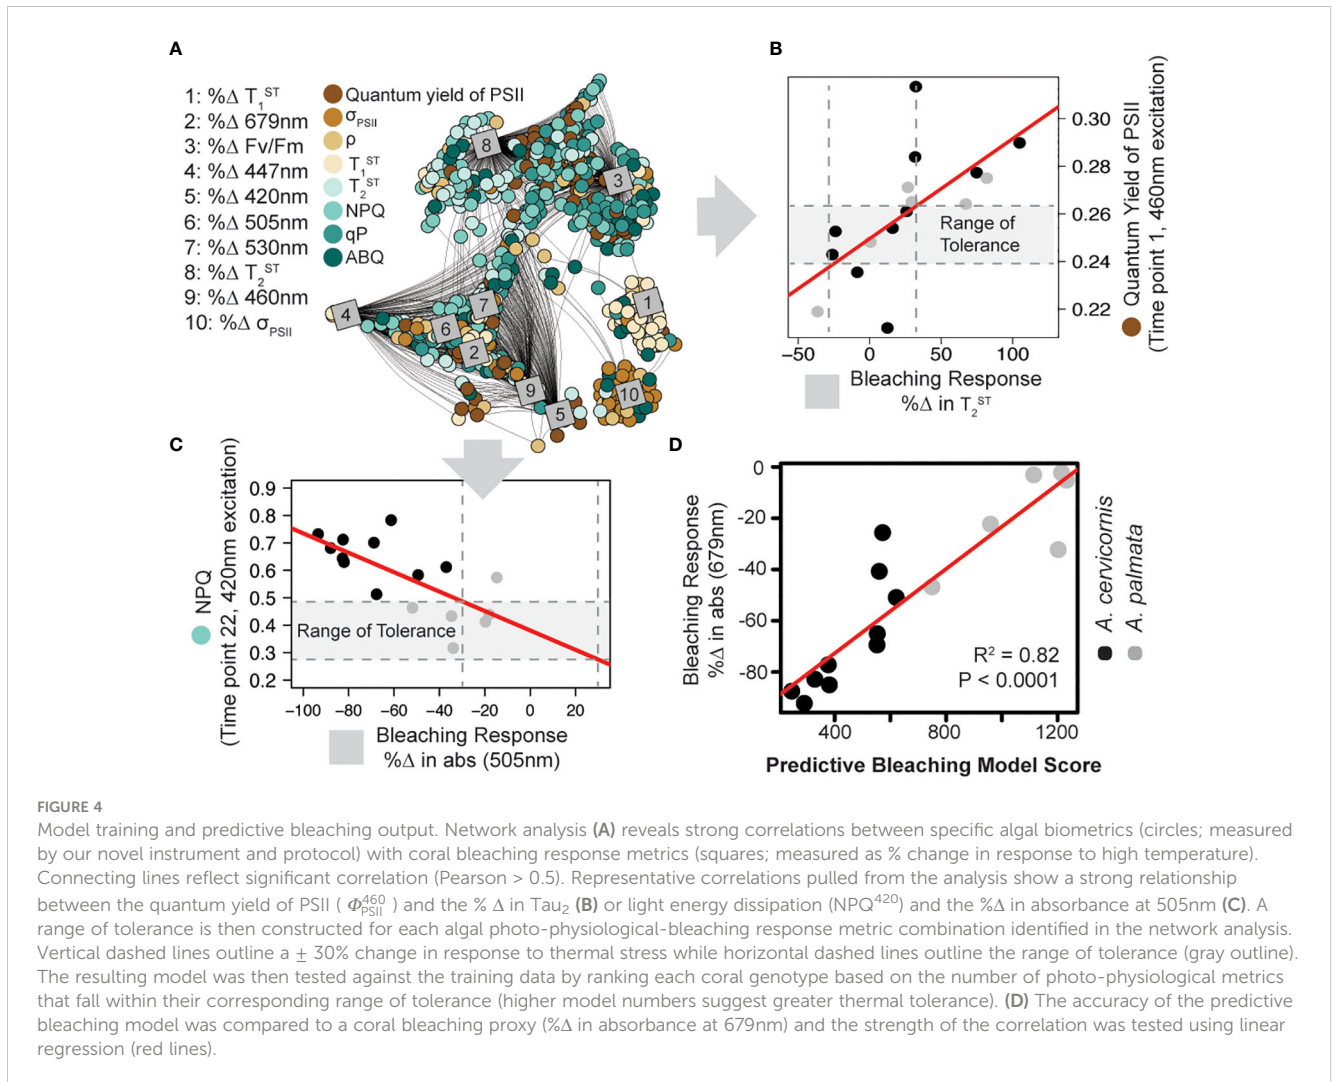 A
1: %Δ T₁ˢᵀ
2: %Δ 679nm
3: %Δ Fv/Fm
4: %Δ 447nm
5: %Δ 420nm
6: %Δ 505nm
7: %Δ 530nm
8: %Δ T₂ˢᵀ
9: %Δ 460nm
10: %Δ σPSII
Quantum yield of PSII
σPSII
ρ
T₁ˢᵀ
T₂ˢᵀ
NPQ
qP
ABQ
8
3
4
7
6
2
1
9
5
10
B
0.30
0.28
0.26
0.24
0.22
Range of
Tolerance
-50
0
50
100
Bleaching Response
%Δ in T₂ˢᵀ
Quantum Yield of PSII
(Time point 1, 460nm excitation)
C
NPQ
(Time point 22, 420nm excitation)
0.9
0.8
0.7
0.6
0.5
0.4
0.3
0.2
Range of Tolerance
-100
-80
-60
-40
-20
0
20
Bleaching Response
%Δ in abs (505nm)
D
Bleaching Response
%Δ in abs (679nm)
0
-20
-40
-60
-80
R² = 0.82
P < 0.0001
400
800
1200
Predictive Bleaching Model Score
A. cervicornis
A. palmata
FIGURE 4
Model training and predictive bleaching output. Network analysis (A) reveals strong correlations between specific algal biometrics (circles; measured
by our novel instrument and protocol) with coral bleaching response metrics (squares; measured as % change in response to high temperature).
Connecting lines reflect significant correlation (Pearson > 0.5). Representative correlations pulled from the analysis show a strong relationship
between the quantum yield of PSII ( Φ⁴⁶⁰PSII ) and the % Δ in Tau₂ (B) or light energy dissipation (NPQ⁴²⁰) and the %Δ in absorbance at 505nm (C). A
range of tolerance is then constructed for each algal photo-physiological-bleaching response metric combination identified in the network analysis.
Vertical dashed lines outline a ± 30% change in response to thermal stress while horizontal dashed lines outline the range of tolerance (gray outline).
The resulting model was then tested against the training data by ranking each coral genotype based on the number of photo-physiological metrics
that fall within their corresponding range of tolerance (higher model numbers suggest greater thermal tolerance). (D) The accuracy of the predictive
bleaching model was compared to a coral bleaching proxy (%Δ in absorbance at 679nm) and the strength of the correlation was tested using linear
regression (red lines).